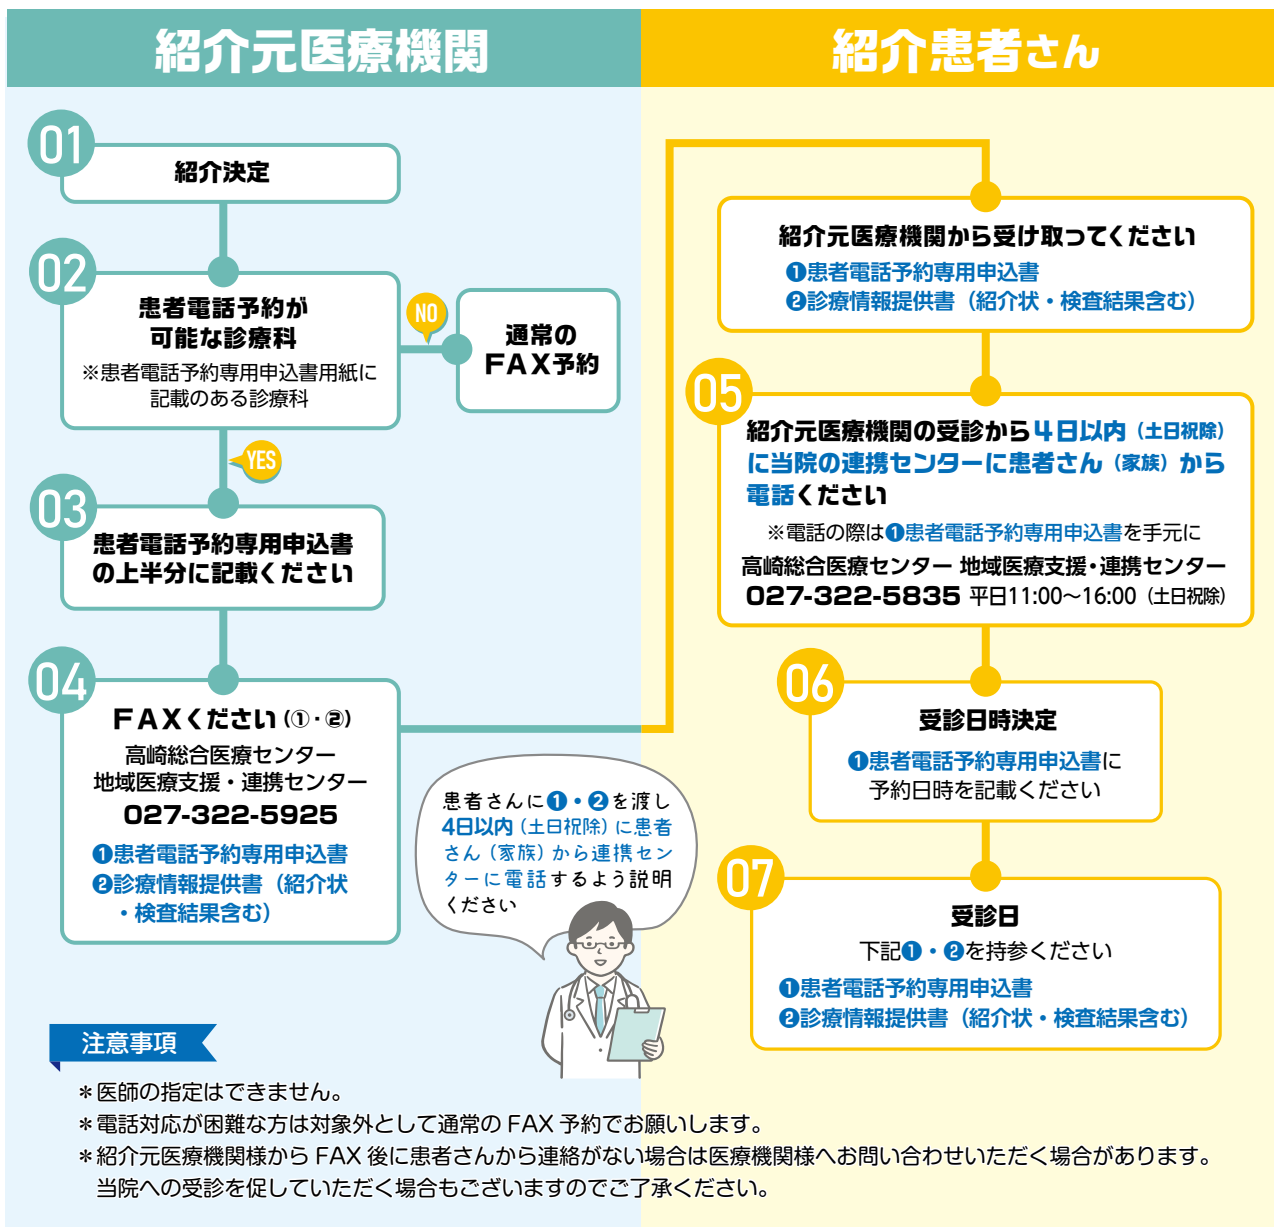 紹介元医療機関
01
紹介決定
02
患者電話予約が
可能な診療科
※患者電話予約専用申込書用紙に
記載のある診療科
NO
通常の
FAX予約
YES
03
患者電話予約専用申込書
の上半分に記載ください
04
FAXください（①・②）
高崎総合医療センター
地域医療支援・連携センター
027-322-5925
❶患者電話予約専用申込書
❷診療情報提供書（紹介状
・検査結果含む）
患者さんに❶・❷を渡し
4日以内（土日祝除）に患者
さん（家族）から連携セン
ターに電話するよう説明
ください
紹介患者さん
紹介元医療機関から受け取ってください
❶患者電話予約専用申込書
❷診療情報提供書（紹介状・検査結果含む）
05
紹介元医療機関の受診から4日以内（土日祝除）
に当院の連携センターに患者さん（家族）から
電話ください
※電話の際は❶患者電話予約専用申込書を手元に
高崎総合医療センター 地域医療支援・連携センター
027-322-5835 平日11:00～16:00（土日祝除）
06
受診日時決定
❶患者電話予約専用申込書に
予約日時を記載ください
07
受診日
下記❶・❷を持参ください
❶患者電話予約専用申込書
❷診療情報提供書（紹介状・検査結果含む）
注意事項
＊医師の指定はできません。
＊電話対応が困難な方は対象外として通常の FAX 予約でお願いします。
＊紹介元医療機関様から FAX 後に患者さんから連絡がない場合は医療機関様へお問い合わせいただく場合があります。
当院への受診を促していただく場合もございますのでご了承ください。